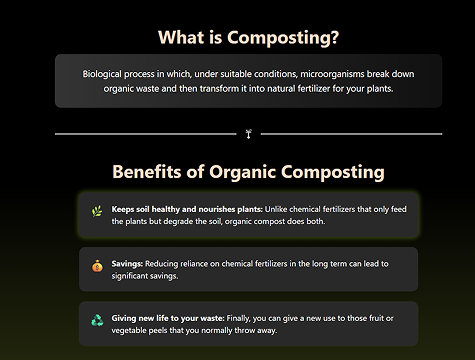 What is Composting?
Biological process in which, under suitable conditions, microorganisms break down
organic waste and then transform it into natural fertilizer for your plants.
Benefits of Organic Composting
Keeps soil healthy and nourishes plants: Unlike chemical fertilizers that only feed
the plants but degrade the soil, organic compost does both.
Savings: Reducing reliance on chemical fertilizers in the long term can lead to
significant savings.
Giving new life to your waste: Finally, you can give a new use to those fruit or
vegetable peels that you normally throw away.